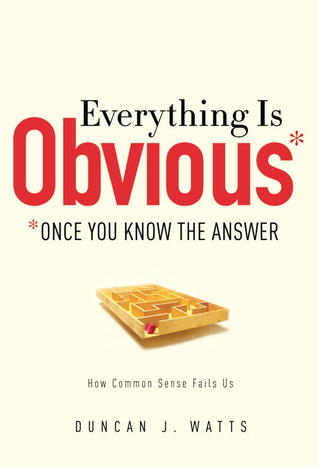 Everything Is
Obvious*
*ONCE YOU KNOW THE ANSWER
How Common Sense Fails Us
DUNCAN J. WATTS